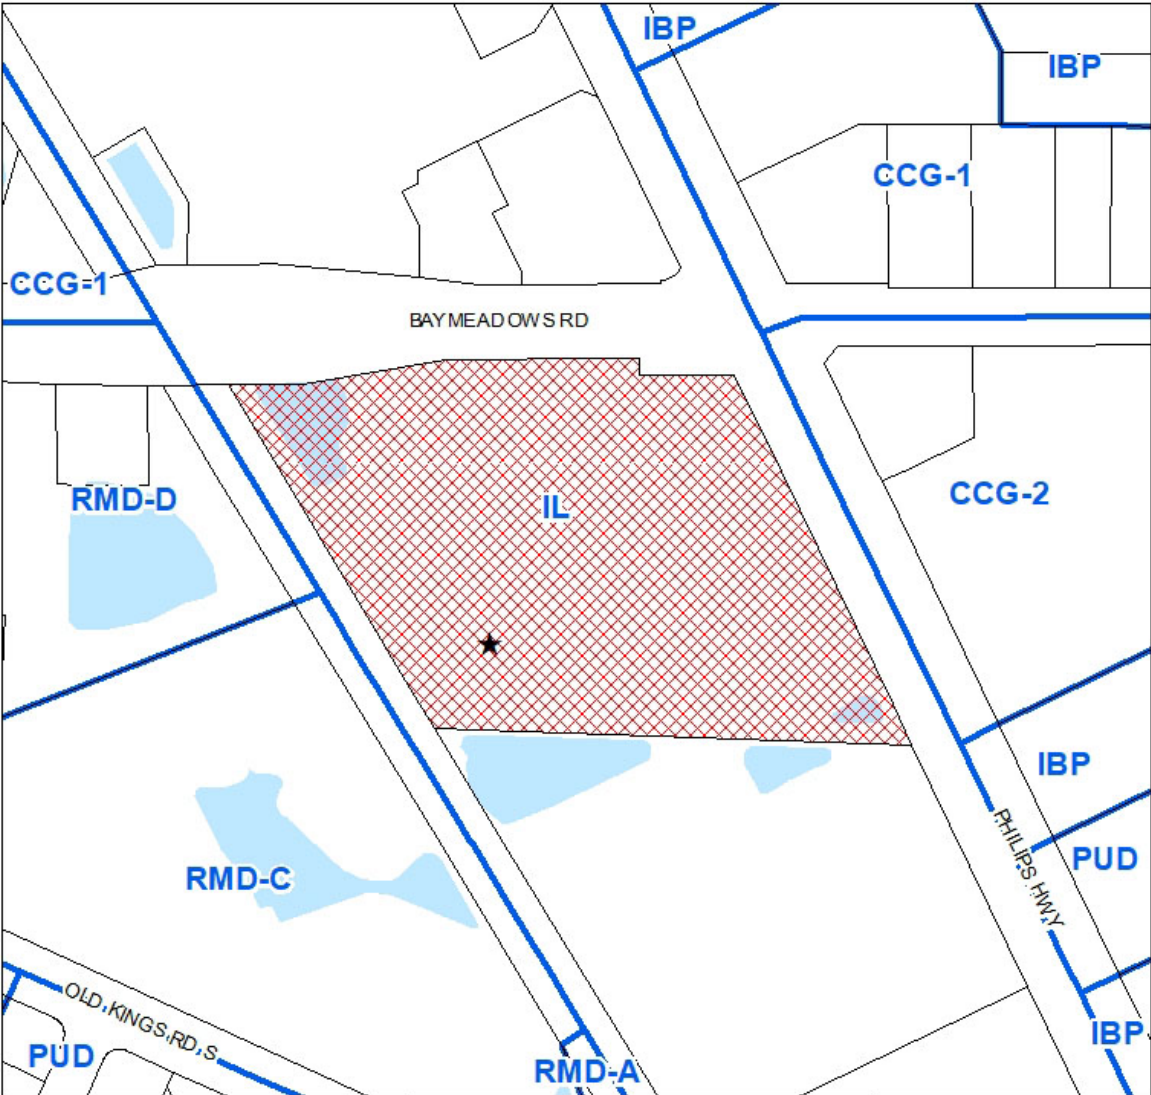 IBP
IBP
CCG-1
CCG-1
BAYMEADOWS RD
RMD-D
IL
CCG-2
IBP
PHILIPS HWY
PUD
RMD-C
OLD KINGS RD S
IBP
PUD
RMD-A